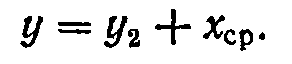 y = y₂ + x_ср.